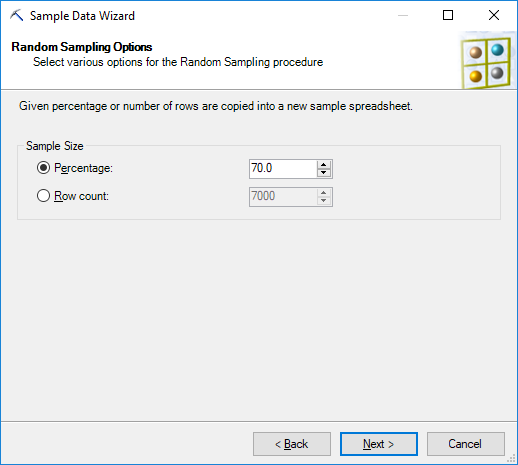 Sample Data Wizard
Random Sampling Options
Select various options for the Random Sampling procedure
Given percentage or number of rows are copied into a new sample spreadsheet.
Sample Size
Percentage: 70.0
Row count: 7000
< Back Next > Cancel